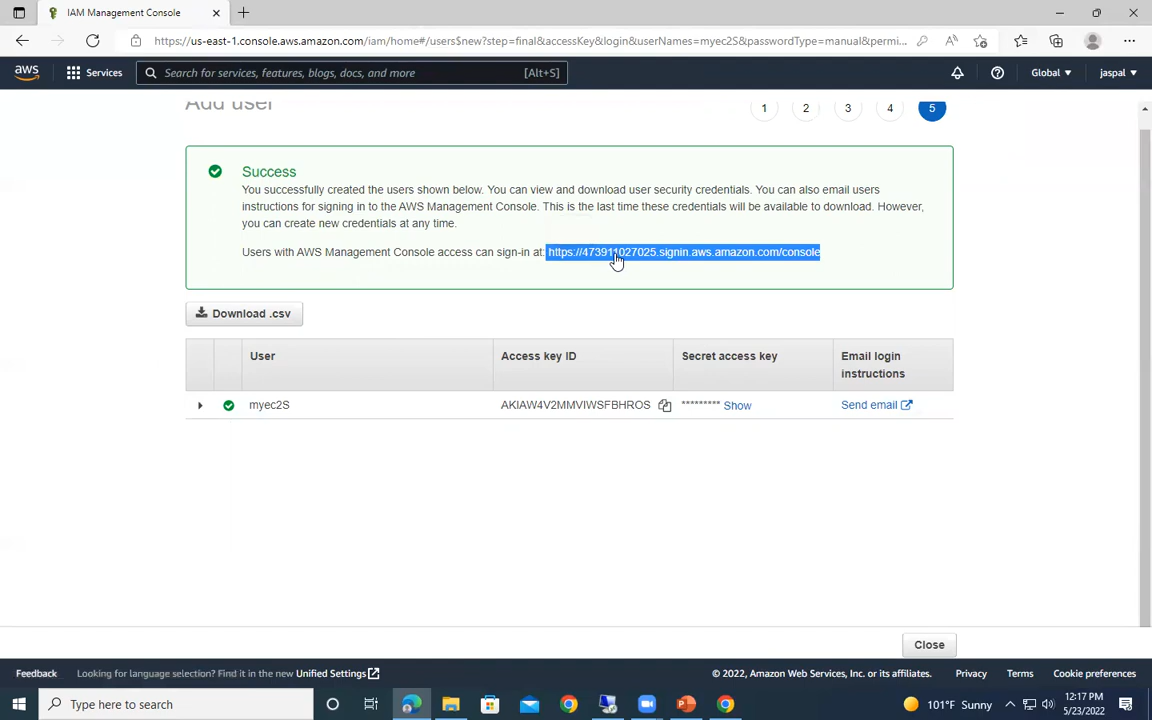 IAM Management Console
https://us-east-1.console.aws.amazon.com/iam/home#/users$new?step=final&accessKey&login&userNames=myec2S&passwordType=manual&permi...
aws
Services
Search for services, features, blogs, docs, and more
[Alt+S]
Global
jaspal
Add user
1
2
3
4
5
Success
You successfully created the users shown below. You can view and download user security credentials. You can also email users
instructions for signing in to the AWS Management Console. This is the last time these credentials will be available to download. However,
you can create new credentials at any time.
Users with AWS Management Console access can sign-in at: https://473911027025.signin.aws.amazon.com/console
Download .csv
User
Access key ID
Secret access key
Email login
instructions
myec2S
AKIAW4V2MMVIWSFBHROS
********* Show
Send email
Close
Feedback
Looking for language selection? Find it in the new Unified Settings
© 2022, Amazon Web Services, Inc. or its affiliates.
Privacy
Terms
Cookie preferences
Type here to search
101°F Sunny
12:17 PM
5/23/2022